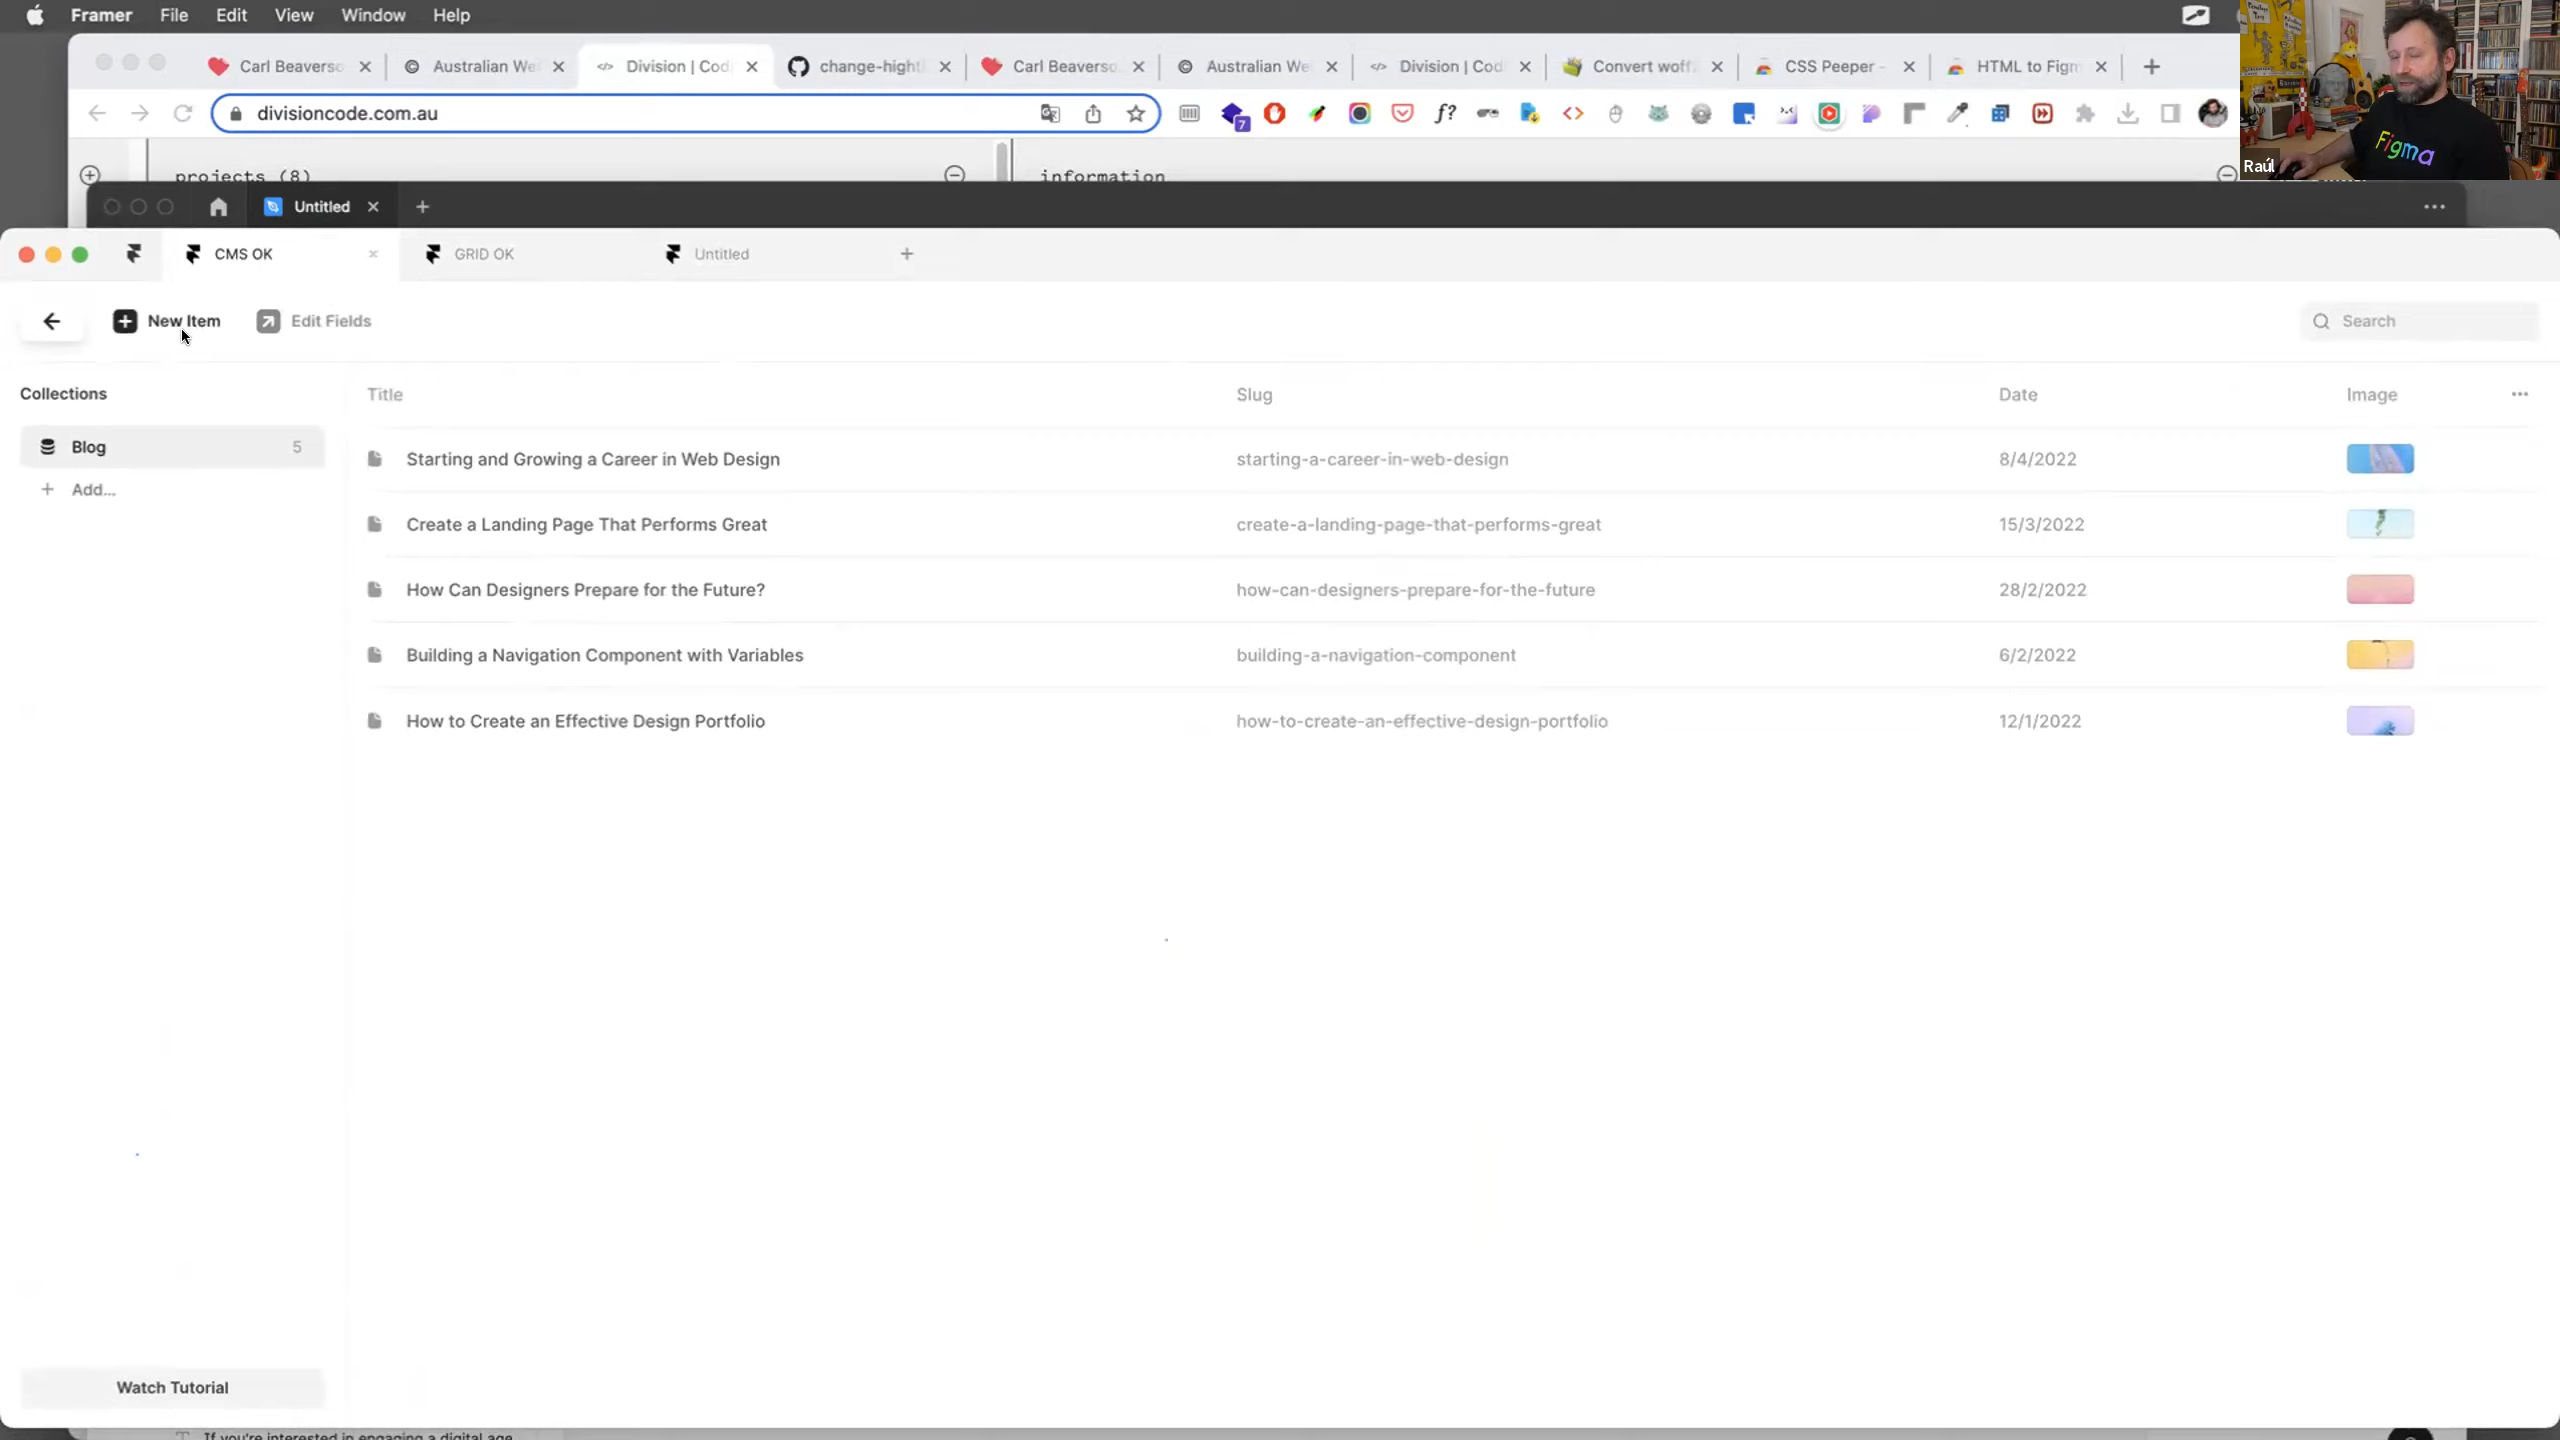 Framer File Edit View Window Help
Carl Beaverso Australian We Division | Cod change-hight Carl Beaverso Australian We Division | Cod Convert woff CSS Peeper - HTML to Figm
divisioncode.com.au
7
f?
projects (8) information
Figma
Raúl
Untitled
CMS OK GRID OK Untitled
New Item Edit Fields Search
Collections
Blog 5
Add...
Title Slug Date Image
Starting and Growing a Career in Web Design starting-a-career-in-web-design 8/4/2022
Create a Landing Page That Performs Great create-a-landing-page-that-performs-great 15/3/2022
How Can Designers Prepare for the Future? how-can-designers-prepare-for-the-future 28/2/2022
Building a Navigation Component with Variables building-a-navigation-component 6/2/2022
How to Create an Effective Design Portfolio how-to-create-an-effective-design-portfolio 12/1/2022
Watch Tutorial
If you're interested in engaging a digital age